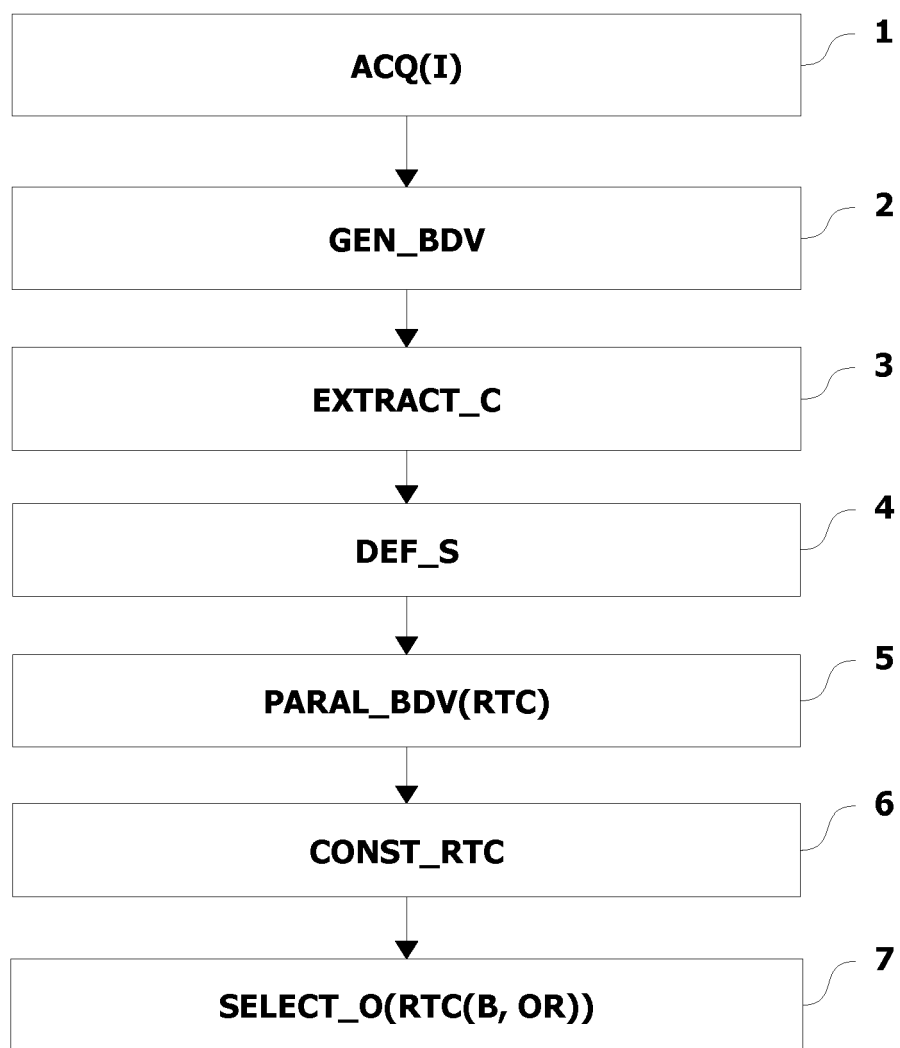 ACQ(I)
1
GEN_BDV
2
EXTRACT_C
3
DEF_S
4
PARAL_BDV(RTC)
5
CONST_RTC
6
SELECT_O(RTC(B, OR))
7